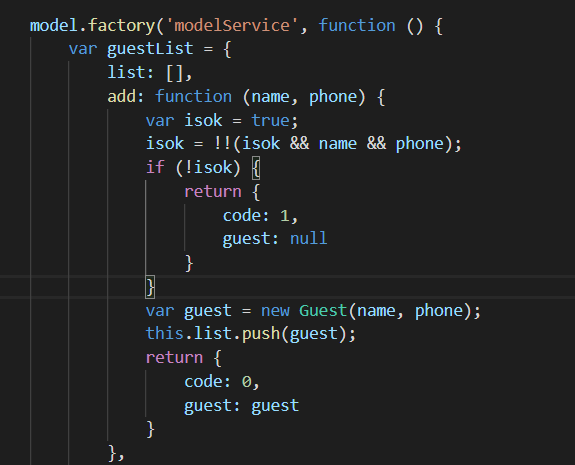 model.factory('modelService', function () {
    var guestList = {
        list: [],
        add: function (name, phone) {
            var isok = true;
            isok = !!(isok && name && phone);
            if (!isok) {
                return {
                    code: 1,
                    guest: null
                }
            }
            var guest = new Guest(name, phone);
            this.list.push(guest);
            return {
                code: 0,
                guest: guest
            }
        },